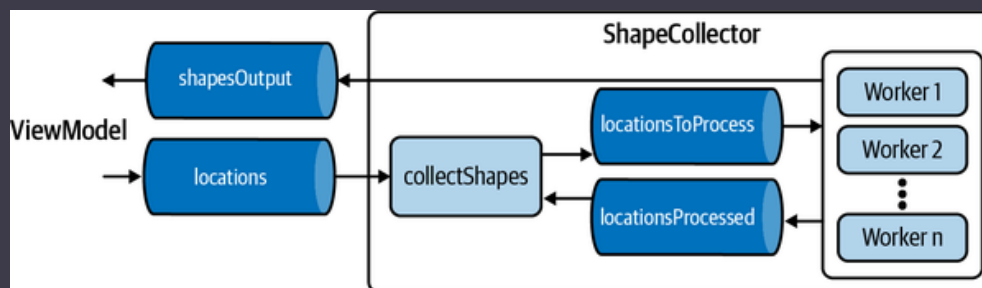 ShapeCollector
shapesOutput
Worker 1
locationsToProcess
ViewModel
Worker 2
locations
collectShapes
locationsProcessed
Worker n